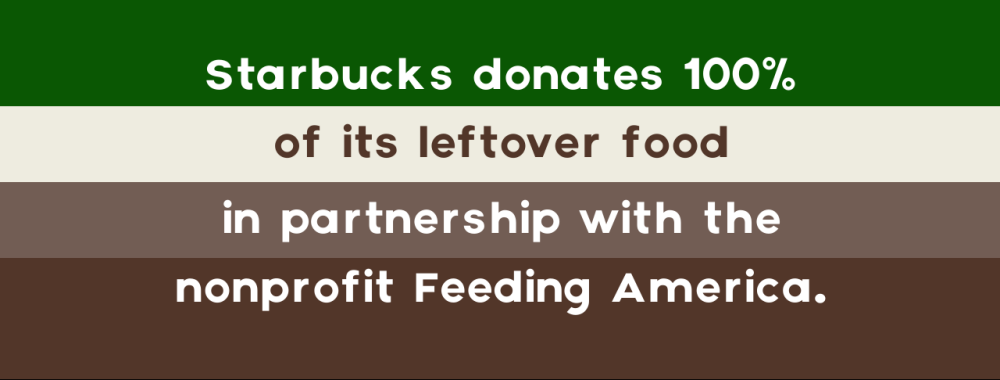 Starbucks donates 100%
of its leftover food
in partnership with the
nonprofit Feeding America.